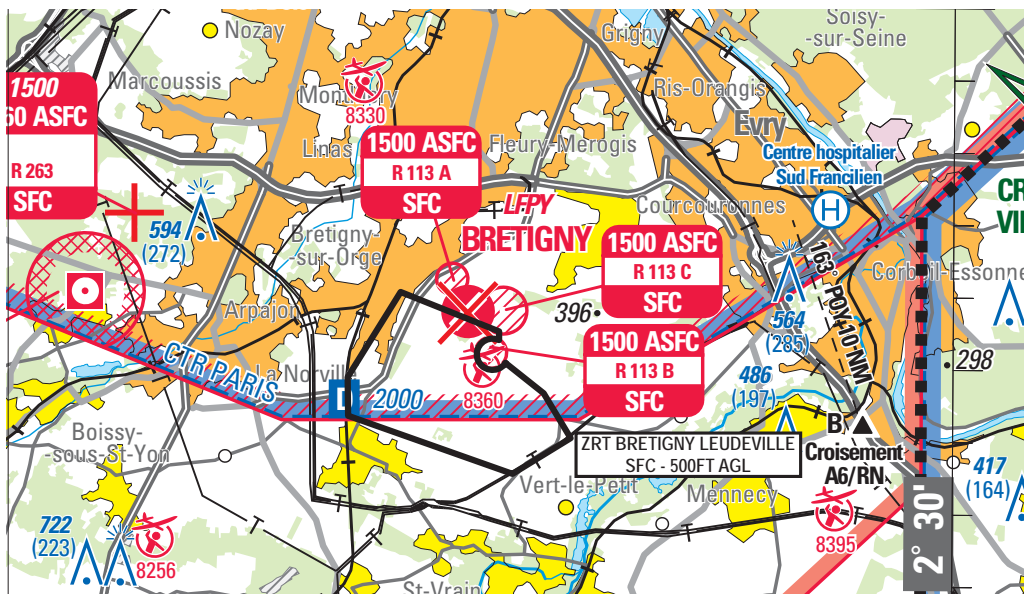 Nozay
Grigny
Soisy-
-sur-Seine
Marcoussis
Ris-Orangis
1500
60 ASFC
R 263
SFC
8330
Linas
1500 ASFC
R 113 A
SFC
Fleury-Merogis
Evry
Centre hospitalier
Sud Francilien
H
LFPY
BRETIGNY
Courcouronnes
CR
VIL
594
(272)
Bretigny-
-sur-Orge
1500 ASFC
R 113 C
SFC
163° POY 10 NM
Corbeil-Essonne
Arpajon
396
564
(285)
CTR PARIS
1500 ASFC
R 113 B
SFC
298
La Norville
D
2000
8360
486
(197)
B
Croisement
A6/RN
ZRT BRETIGNY LEUDEVILLE
SFC - 500FT AGL
Boissy-
-sous-St-Yon
Vert-le-Petit
Mennecy
417
(164)
722
(223)
8256
8395
St-Vrain
2° 30'